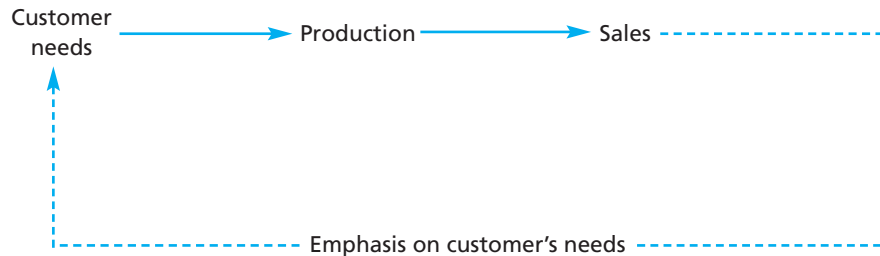 Customer
needs
Production
Sales
Emphasis on customer's needs